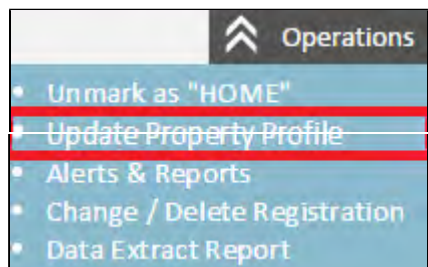 Operations
• Unmark as "HOME"
• Update Property Profile
• Alerts & Reports
• Change / Delete Registration
• Data Extract Report